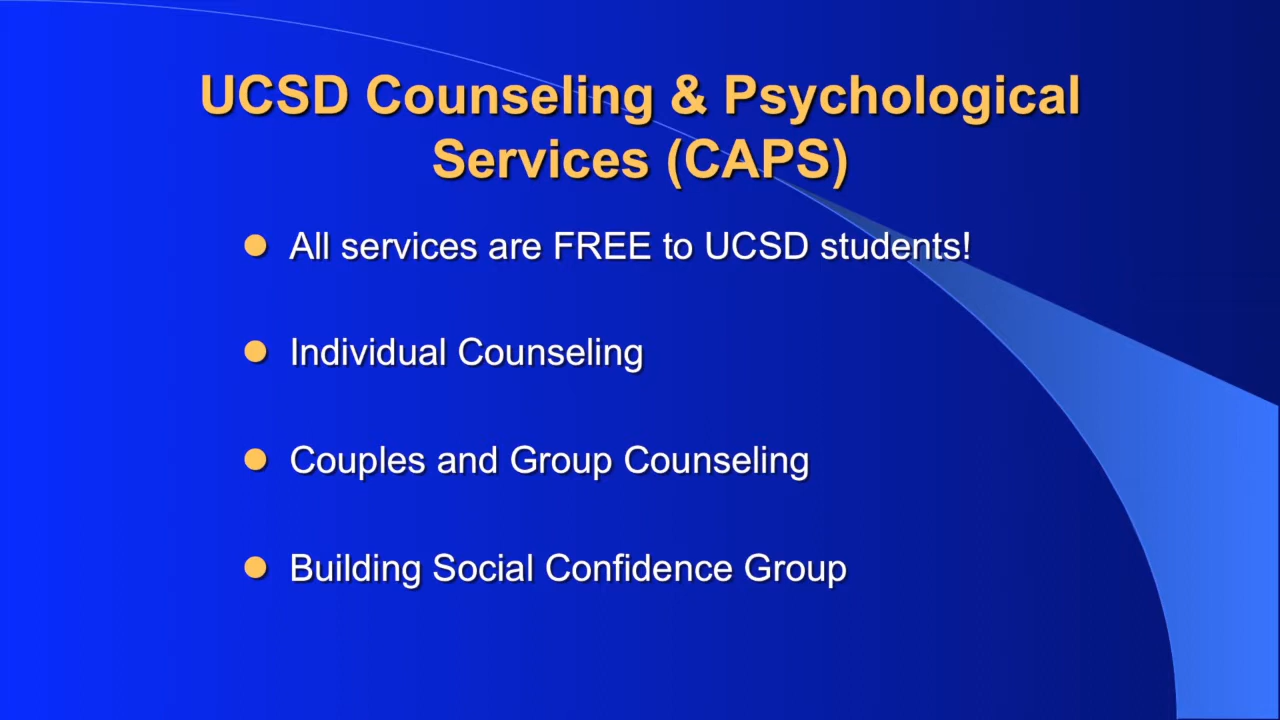 UCSD Counseling & Psychological
Services (CAPS)
All services are FREE to UCSD students!
Individual Counseling
Couples and Group Counseling
Building Social Confidence Group